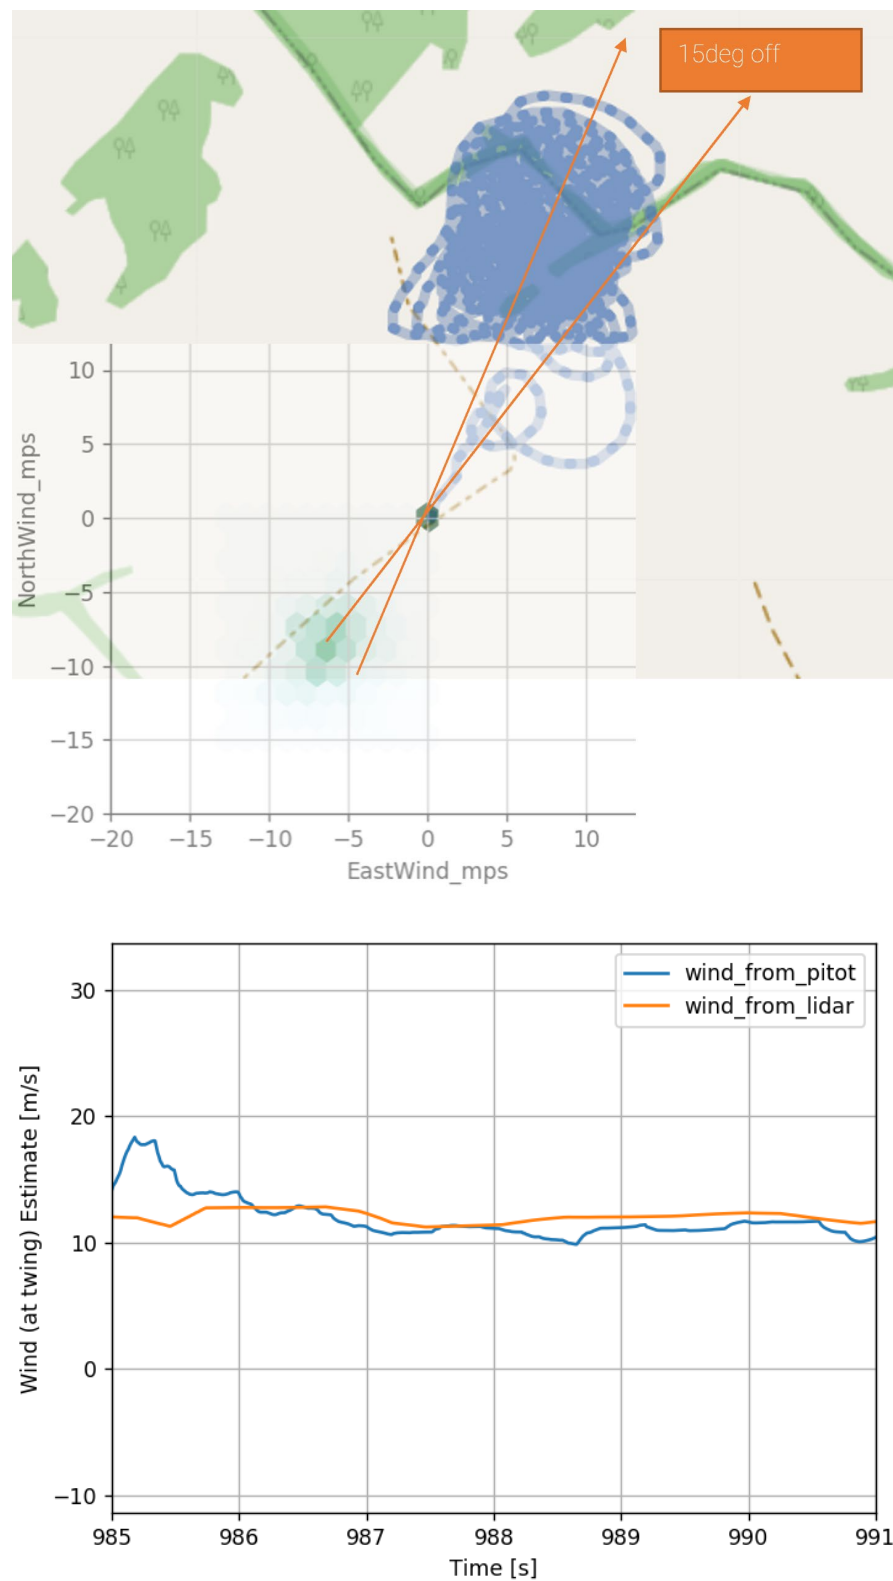 15deg off
10
5
0
−5
−10
−15
−20
NorthWind_mps
−20 −15 −10 −5 0 5 10
EastWind_mps
wind_from_pitot
wind_from_lidar
30
20
10
0
−10
Wind (at twing) Estimate [m/s]
985 986 987 988 989 990 991
Time [s]